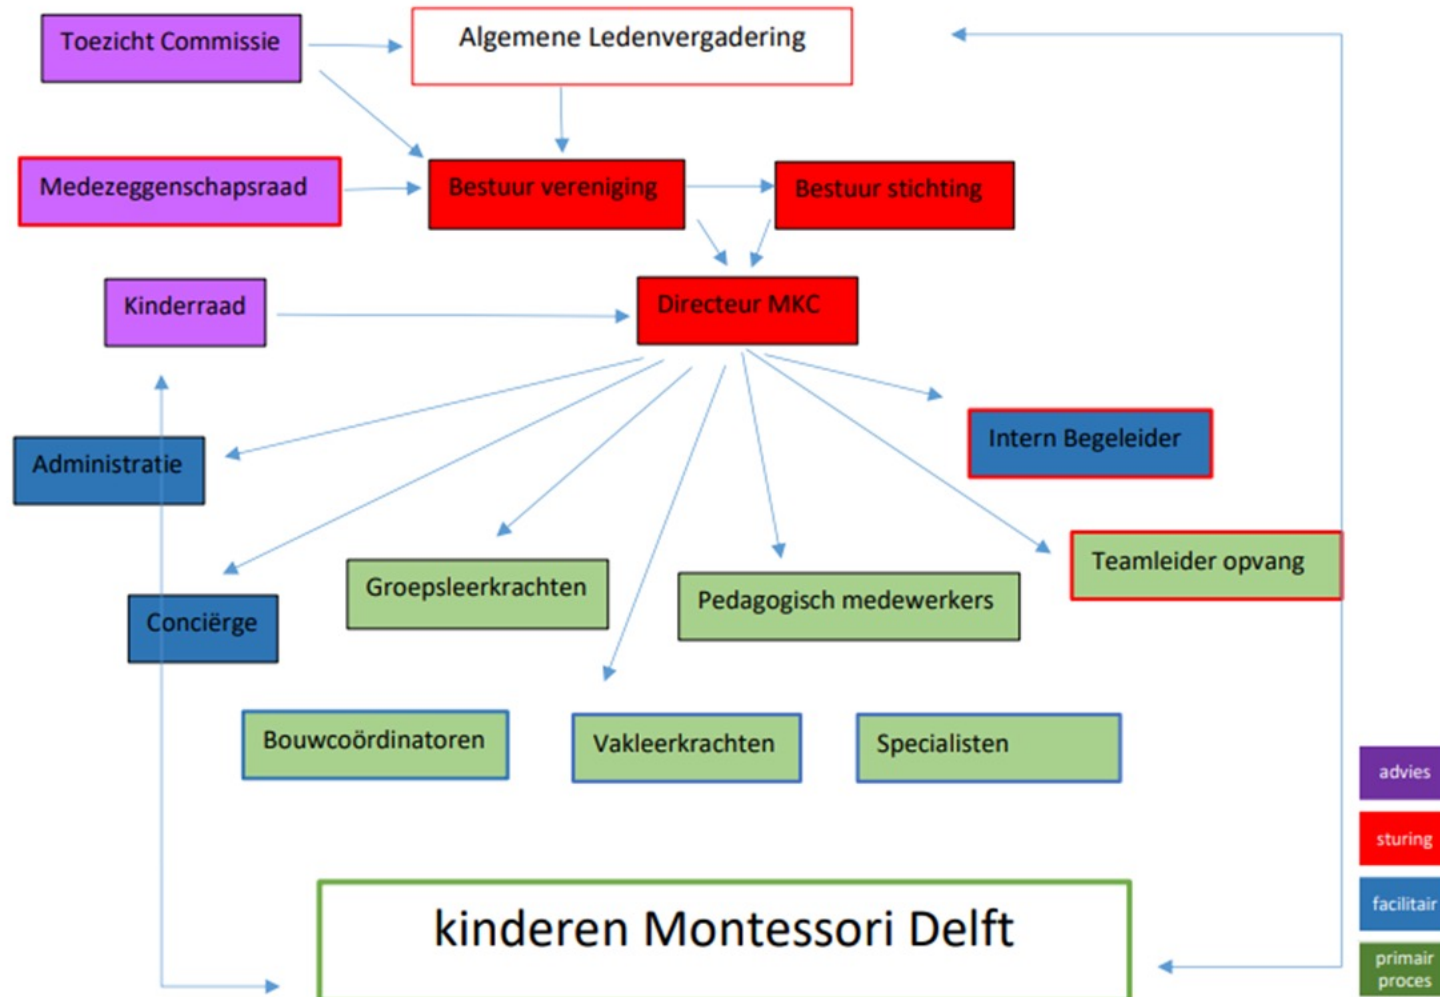 Toezicht Commissie
Algemene Ledenvergadering
Medezeggenschapsraad
Bestuur vereniging
Bestuur stichting
Kinderraad
Directeur MKC
Administratie
Intern Begeleider
Conciërge
Groepsleerkrachten
Pedagogisch medewerkers
Teamleider opvang
Bouwcoördinatoren
Vakleerkrachten
Specialisten
advies
sturing
facilitair
primair
proces
kinderen Montessori Delft